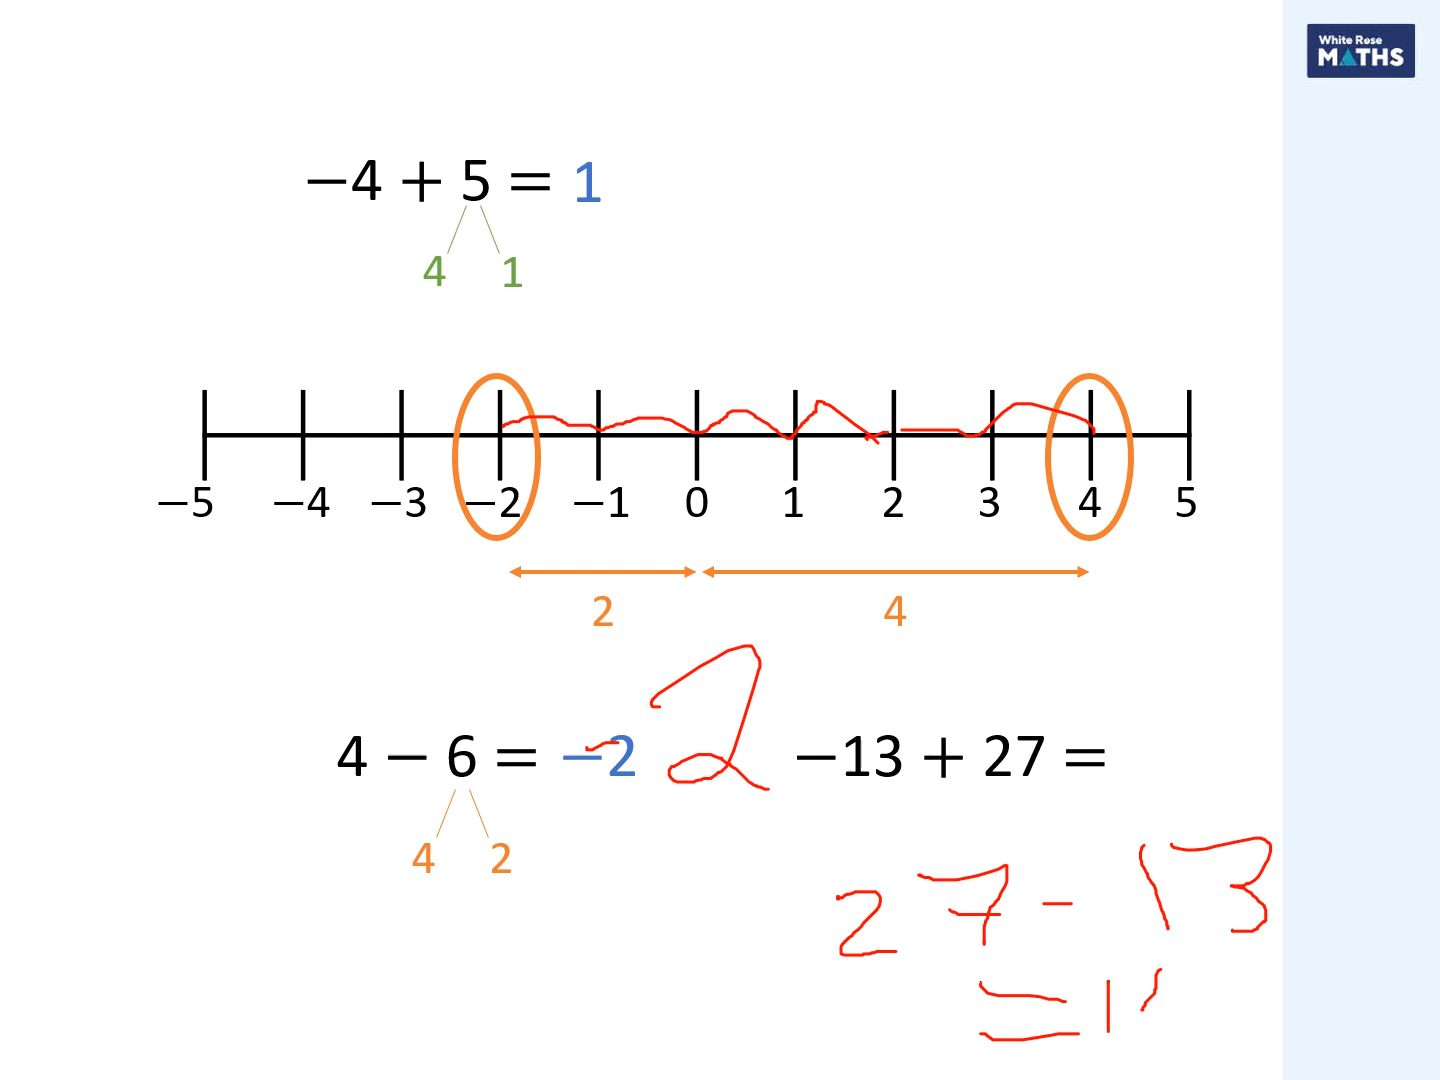 White Rose
MATHS
−4 + 5 = 1
4 1
−5 −4 −3 −2 −1 0 1 2 3 4 5
2 4
2
4 − 6 = −2
−13 + 27 =
4 2
27 - 13
= 1